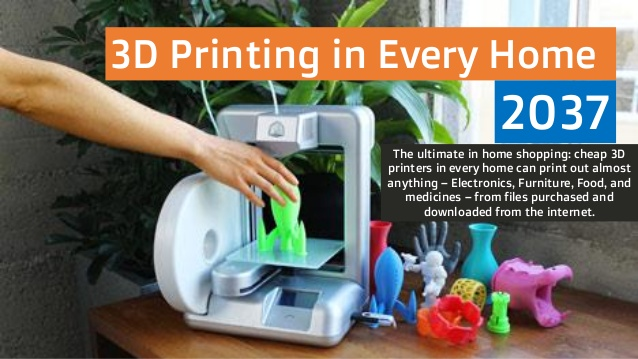 3D Printing in Every Home
2037
The ultimate in home shopping: cheap 3D
printers in every home can print out almost
anything – Electronics, Furniture, Food, and
medicines – from files purchased and
downloaded from the internet.